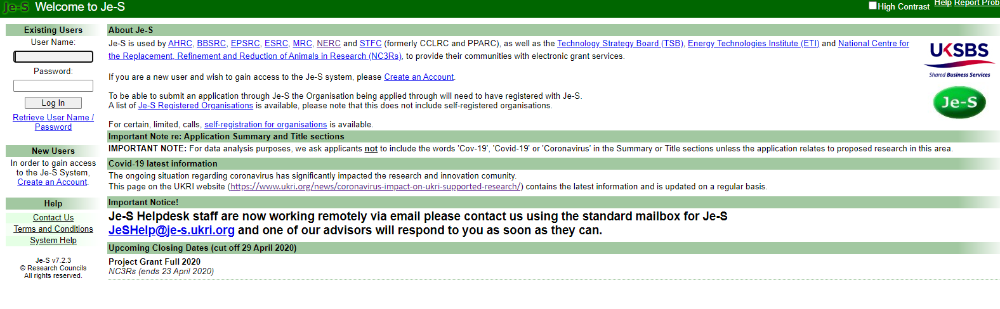 Je-S Welcome to Je-S
High Contrast Help Report Prob
Existing Users
User Name:
Password:
Log In
Retrieve User Name /
Password
New Users
In order to gain access
to the Je-S System,
Create an Account.
Help
Contact Us
Terms and Conditions
System Help
Je-S v7.2.3
© Research Councils
All rights reserved.
About Je-S
Je-S is used by AHRC, BBSRC, EPSRC, ESRC, MRC, NERC and STFC (formerly CCLRC and PPARC), as well as the Technology Strategy Board (TSB), Energy Technologies Institute (ETI) and National Centre for
the Replacement, Refinement and Reduction of Animals in Research (NC3Rs), to provide their communities with electronic grant services.
If you are a new user and wish to gain access to the Je-S system, please Create an Account.
To be able to submit an application through Je-S the Organisation being applied through will need to have registered with Je-S.
A list of Je-S Registered Organisations is available, please note that this does not include self-registered organisations.
For certain, limited, calls, self-registration for organisations is available.
UKSBS
Shared Business Services
Je-S
Important Note re: Application Summary and Title sections
IMPORTANT NOTE: For data analysis purposes, we ask applicants not to include the words 'Cov-19', 'Covid-19' or 'Coronavirus' in the Summary or Title sections unless the application relates to proposed research in this area.
Covid-19 latest information
The ongoing situation regarding coronavirus has significantly impacted the research and innovation comunity.
This page on the UKRI website (https://www.ukri.org/news/coronavirus-impact-on-ukri-supported-research/) contains the latest information and is updated on a regular basis.
Important Notice!
Je-S Helpdesk staff are now working remotely via email please contact us using the standard mailbox for Je-S
JeSHelp@je-s.ukri.org and one of our advisors will respond to you as soon as they can.
Upcoming Closing Dates (cut off 29 April 2020)
Project Grant Full 2020
NC3Rs (ends 23 April 2020)